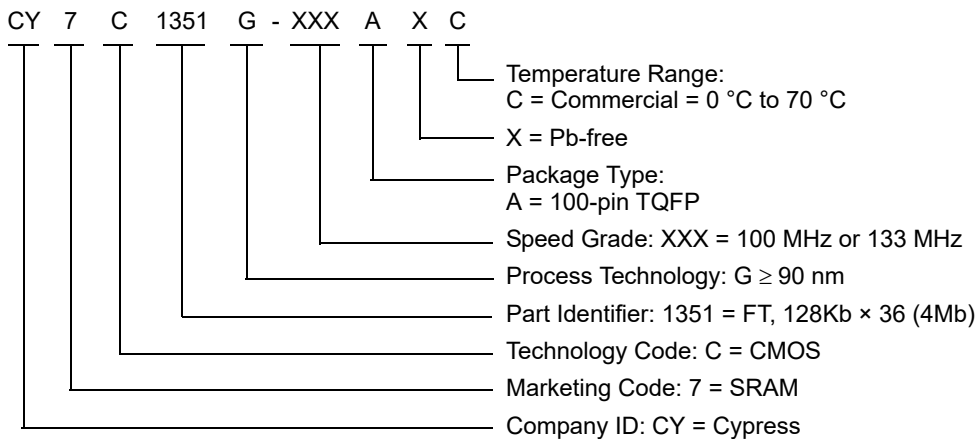 CY 7 C 1351 G - XXX A X C
Temperature Range:
C = Commercial = 0 °C to 70 °C
X = Pb-free
Package Type:
A = 100-pin TQFP
Speed Grade: XXX = 100 MHz or 133 MHz
Process Technology: G ≥ 90 nm
Part Identifier: 1351 = FT, 128Kb × 36 (4Mb)
Technology Code: C = CMOS
Marketing Code: 7 = SRAM
Company ID: CY = Cypress